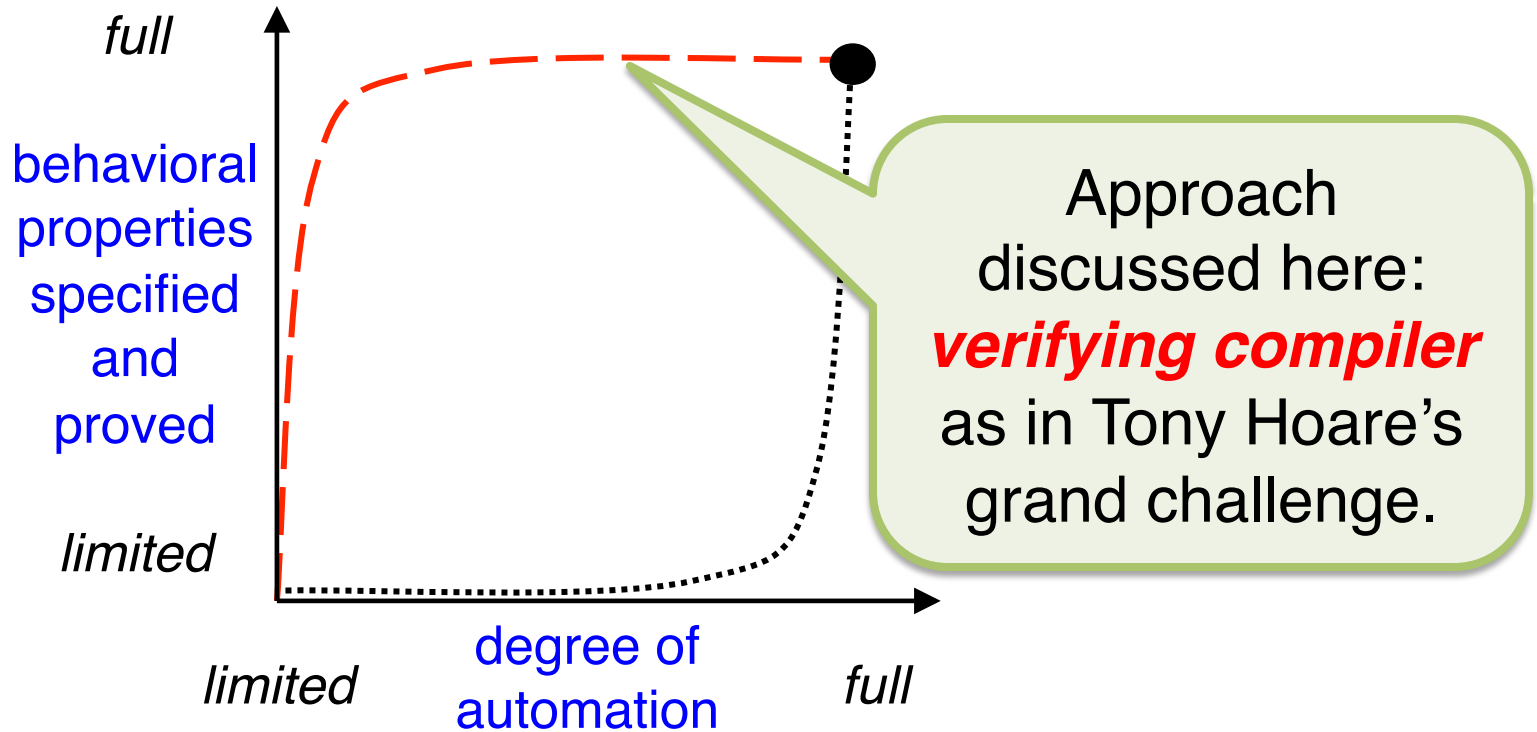 full
behavioral
properties
specified
and
proved
limited
Approach
discussed here:
verifying compiler
as in Tony Hoare’s
grand challenge.
limited
degree of
automation
full